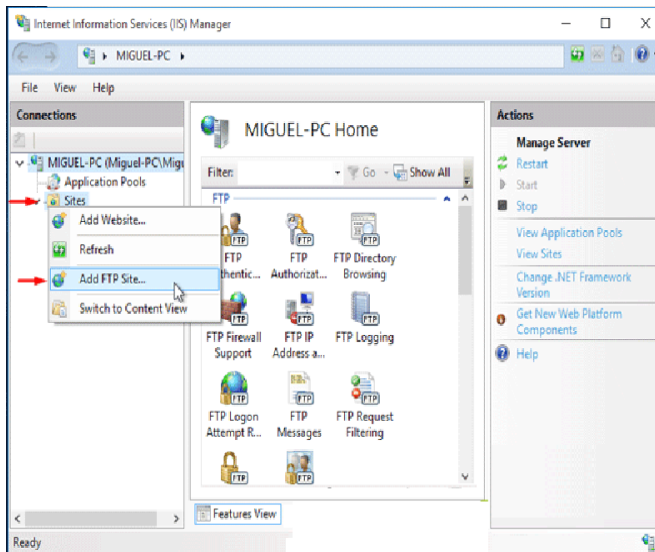 Internet Information Services (IIS) Manager
MIGUEL-PC
File View Help
Connections
MIGUEL-PC (Miguel-PC\Migu
Application Pools
Sites
Add Website...
Refresh
Add FTP Site...
Switch to Content View
MIGUEL-PC Home
Filter: Go Show All
FTP
FTP FTP FTP Directory
thentic... Authorizat... Browsing
FTP Firewall FTP IP FTP Logging
Support Address a...
FTP Logon FTP FTP Request
Attempt R... Messages Filtering
Features View
Actions
Manage Server
Restart
Start
Stop
View Application Pools
View Sites
Change .NET Framework
Version
Get New Web Platform
Components
Help
Ready